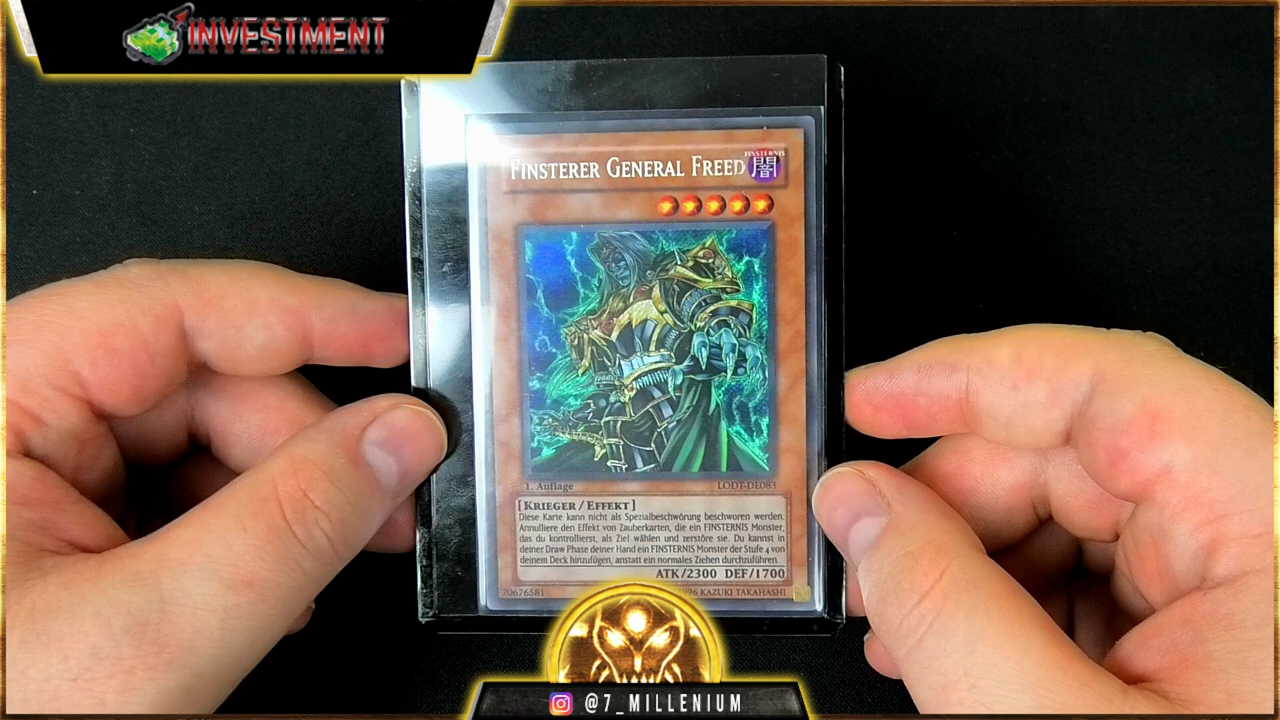 INVESTMENT
FINSTERER GENERAL FREED
FINSTERNIS
闇
1. Auflage
LODT-DE083
[KRIEGER / EFFEKT]
Diese Karte kann nicht als Spezialbeschwörung beschworen werden.
Annulliere den Effekt von Zauberkarten, die ein FINSTERNIS Monster,
das du kontrollierst, als Ziel wählen und zerstöre sie. Du kannst in
deiner Draw Phase deiner Hand ein FINSTERNIS Monster der Stufe 4 von
deinem Deck hinzufügen, anstatt ein normales Ziehen durchzuführen.
ATK/2300 DEF/1700
70676581
1996 KAZUKI TAKAHASHI
@7_MILLENIUM